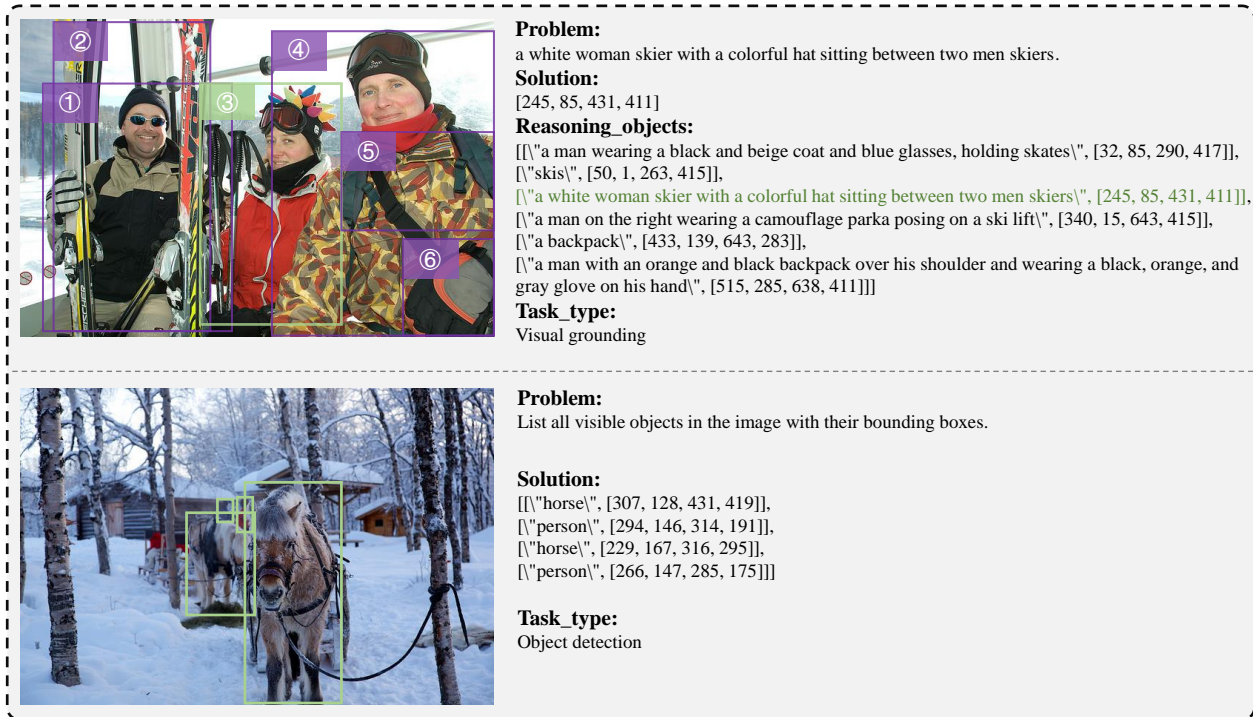 ①
②
③
④
⑤
⑥
FISCHER
Problem:
a white woman skier with a colorful hat sitting between two men skiers.
Solution:
[245, 85, 431, 411]
Reasoning_objects:
[[\"a man wearing a black and beige coat and blue glasses, holding skates\", [32, 85, 290, 417]],
[\"skis\", [50, 1, 263, 415]],
[\"a white woman skier with a colorful hat sitting between two men skiers\", [245, 85, 431, 411]],
[\"a man on the right wearing a camouflage parka posing on a ski lift\", [340, 15, 643, 415]],
[\"a backpack\", [433, 139, 643, 283]],
[\"a man with an orange and black backpack over his shoulder and wearing a black, orange, and
gray glove on his hand\", [515, 285, 638, 411]]]
Task_type:
Visual grounding
Problem:
List all visible objects in the image with their bounding boxes.
Solution:
[[\"horse\", [307, 128, 431, 419]],
[\"person\", [294, 146, 314, 191]],
[\"horse\", [229, 167, 316, 295]],
[\"person\", [266, 147, 285, 175]]]
Task_type:
Object detection